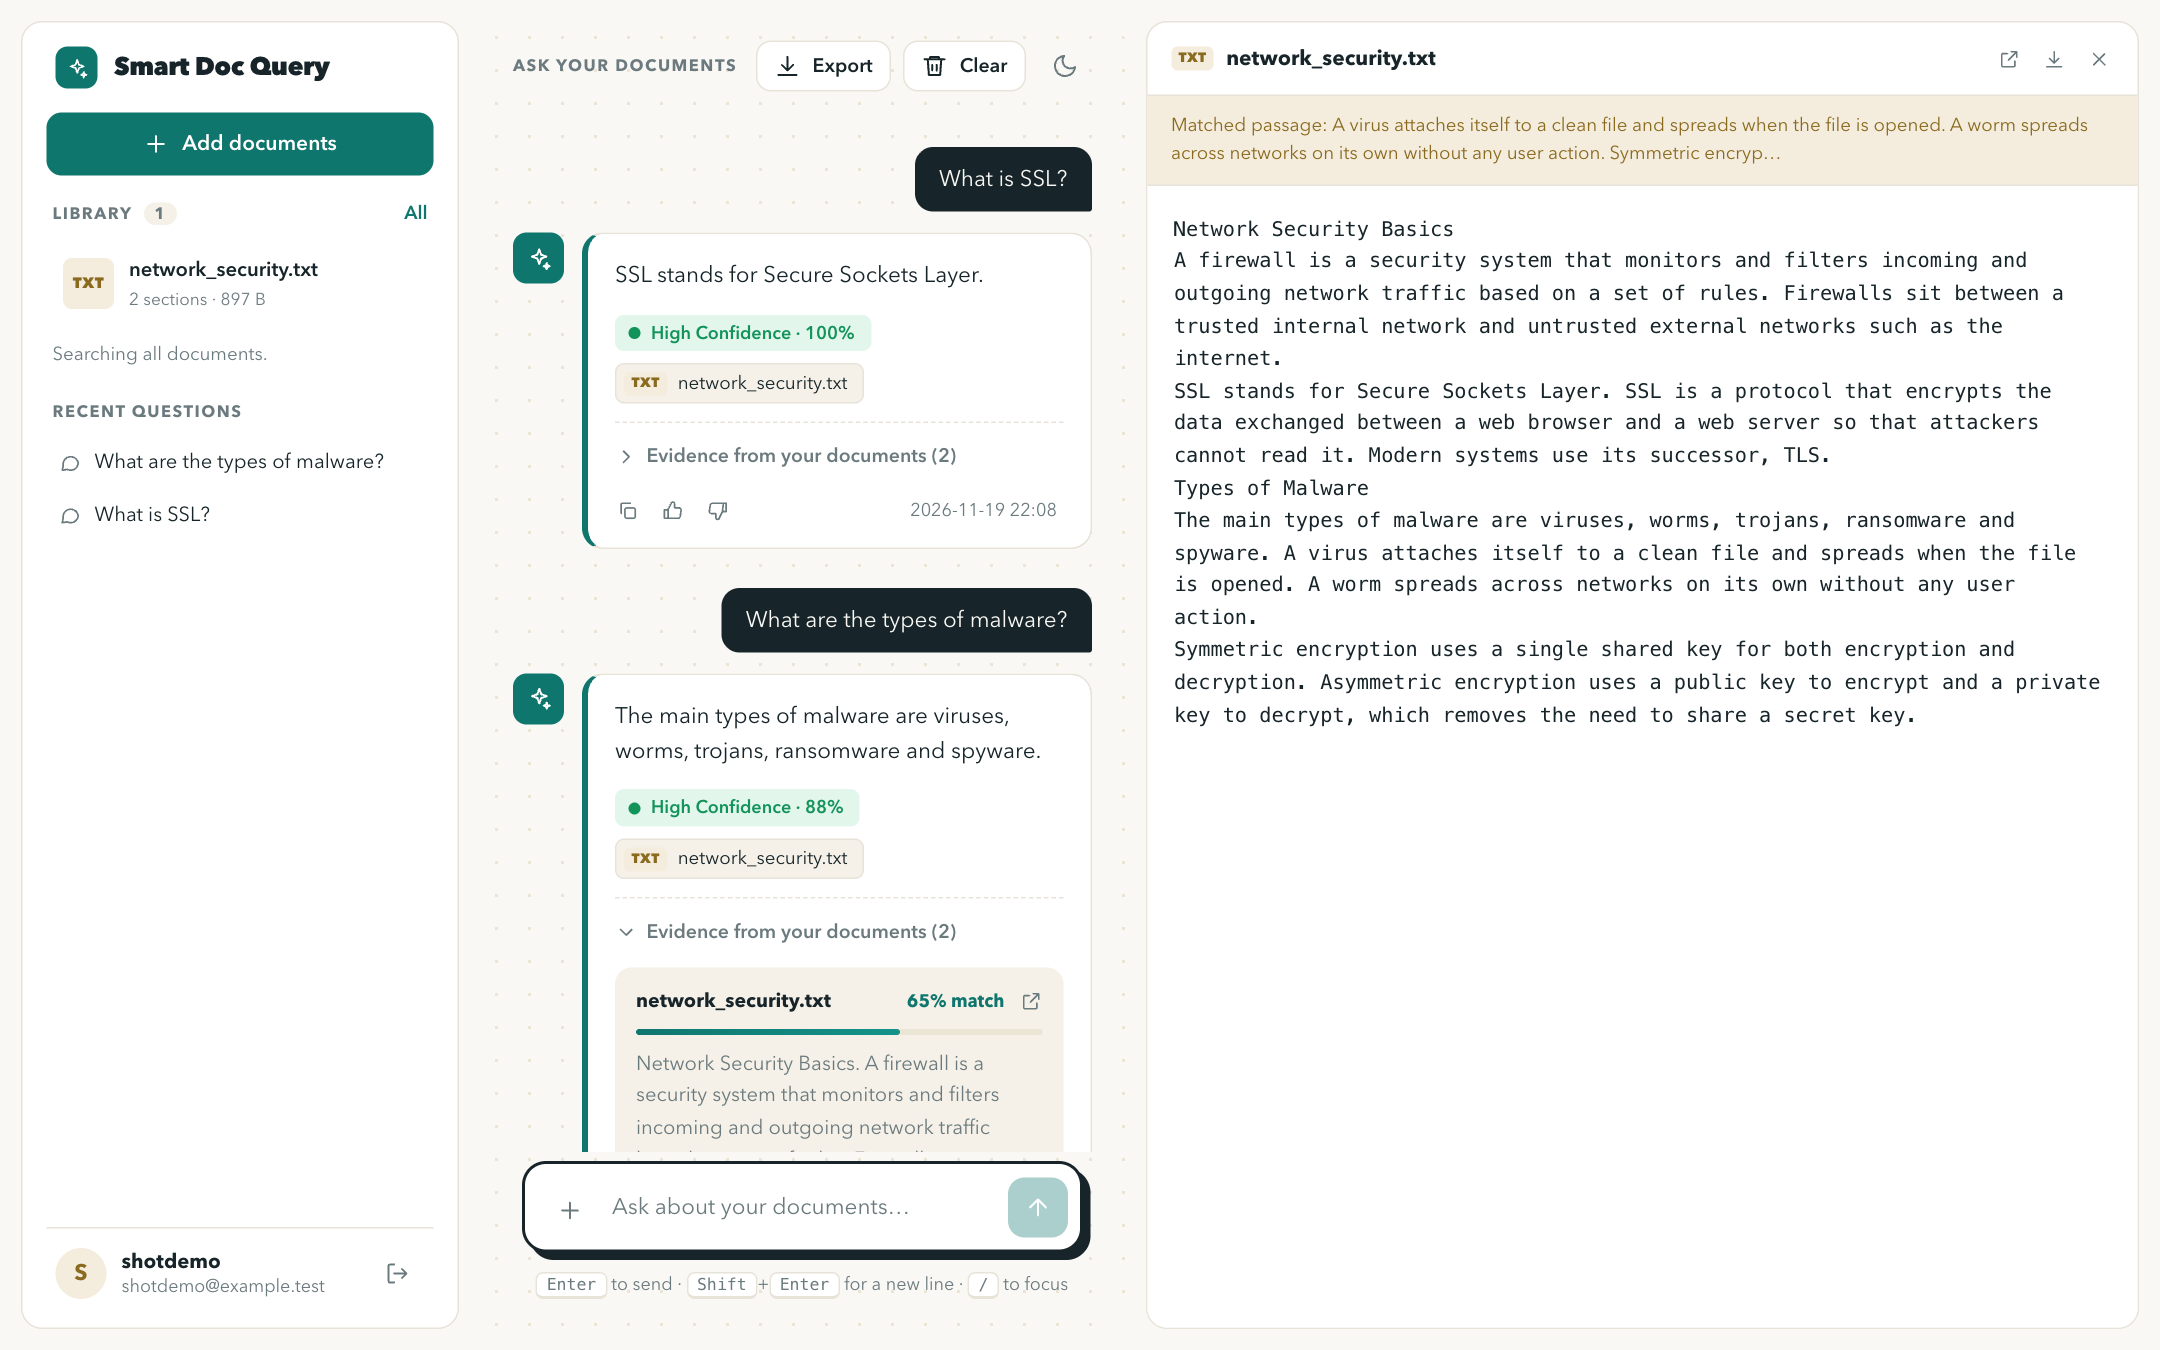 Smart Doc Query
Add documents
LIBRARY 1 All
TXT
network_security.txt
2 sections · 897 B
Searching all documents.
RECENT QUESTIONS
What are the types of malware?
What is SSL?
S
shotdemo
shotdemo@example.test
ASK YOUR DOCUMENTS
Export
Clear
What is SSL?
SSL stands for Secure Sockets Layer.
High Confidence · 100%
TXT network_security.txt
Evidence from your documents (2)
2026-11-19 22:08
What are the types of malware?
The main types of malware are viruses,
worms, trojans, ransomware and spyware.
High Confidence · 88%
TXT network_security.txt
Evidence from your documents (2)
network_security.txt 65% match
Network Security Basics. A firewall is a
security system that monitors and filters
incoming and outgoing network traffic
Ask about your documents…
Enter to send · Shift+Enter for a new line · / to focus
TXT network_security.txt
Matched passage: A virus attaches itself to a clean file and spreads when the file is opened. A worm spreads
across networks on its own without any user action. Symmetric encryp…
Network Security Basics
A firewall is a security system that monitors and filters incoming and
outgoing network traffic based on a set of rules. Firewalls sit between a
trusted internal network and untrusted external networks such as the
internet.
SSL stands for Secure Sockets Layer. SSL is a protocol that encrypts the
data exchanged between a web browser and a web server so that attackers
cannot read it. Modern systems use its successor, TLS.
Types of Malware
The main types of malware are viruses, worms, trojans, ransomware and
spyware. A virus attaches itself to a clean file and spreads when the file
is opened. A worm spreads across networks on its own without any user
action.
Symmetric encryption uses a single shared key for both encryption and
decryption. Asymmetric encryption uses a public key to encrypt and a private
key to decrypt, which removes the need to share a secret key.